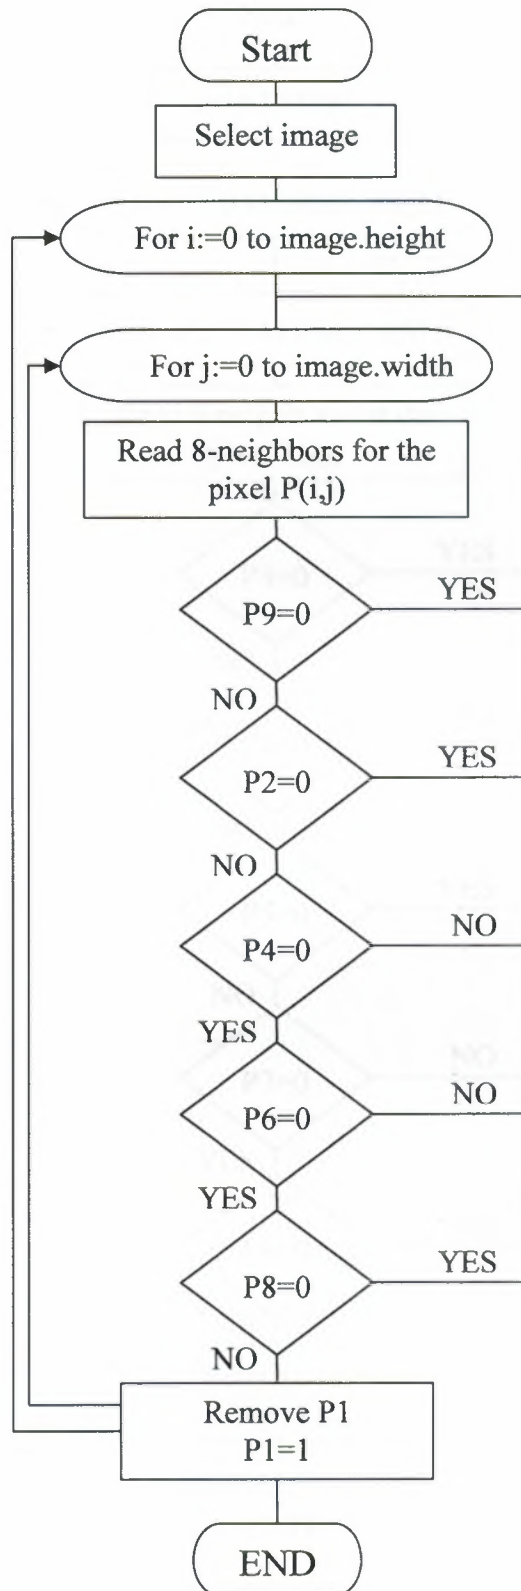 Start
Select image
For i:=0 to image.height
For j:=0 to image.width
Read 8-neighbors for the
pixel P(i,j)
P9=0
YES
NO
P2=0
YES
NO
P4=0
NO
YES
P6=0
NO
YES
P8=0
YES
NO
Remove P1
P1=1
END